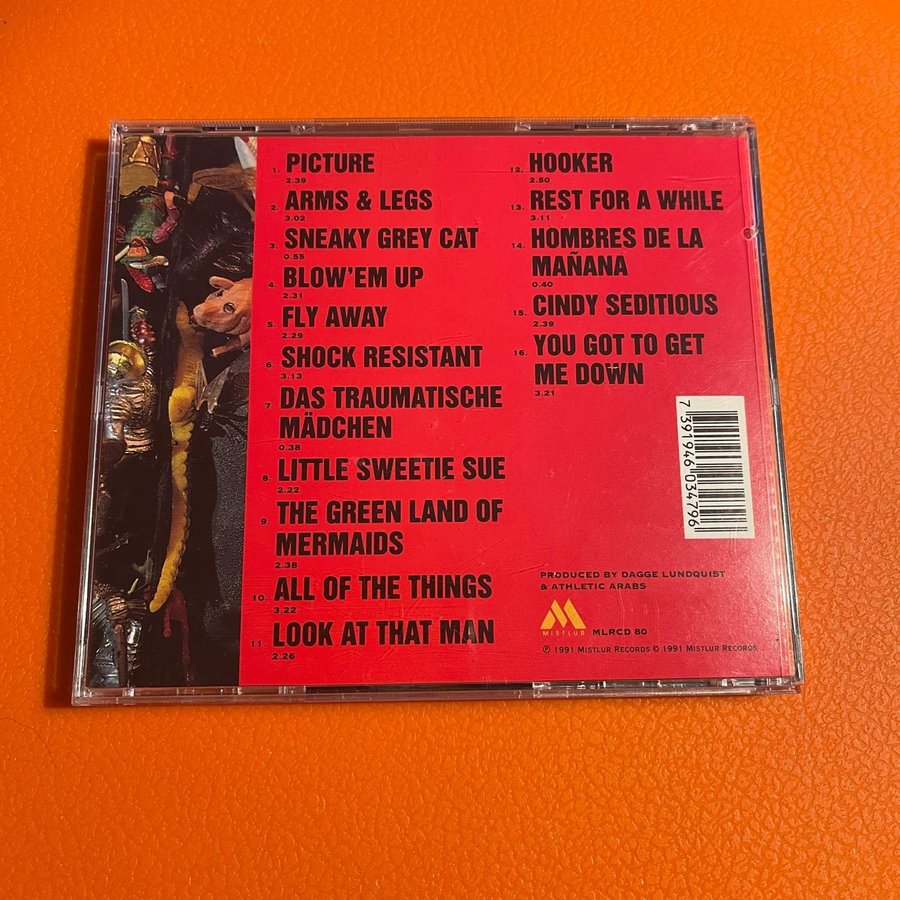 1. PICTURE
2.39
2. ARMS & LEGS
3.02
3. SNEAKY GREY CAT
0.55
4. BLOW'EM UP
2.31
5. FLY AWAY
2.29
6. SHOCK RESISTANT
3.13
7. DAS TRAUMATISCHE
MÄDCHEN
0.38
8. LITTLE SWEETIE SUE
2.22
9. THE GREEN LAND OF
MERMAIDS
2.38
10. ALL OF THE THINGS
3.22
11. LOOK AT THAT MAN
2.26
12. HOOKER
2.50
13. REST FOR A WHILE
3.11
14. HOMBRES DE LA
MAÑANA
0.40
15. CINDY SEDITIOUS
2.39
16. YOU GOT TO GET
ME DOWN
3.21
7 391946 034796
PRODUCED BY DAGGE LUNDQUIST
& ATHLETIC ARABS
MISTLUR MLRCD 80
℗ 1991 MISTLUR RECORDS © 1991 MISTLUR RECORDS